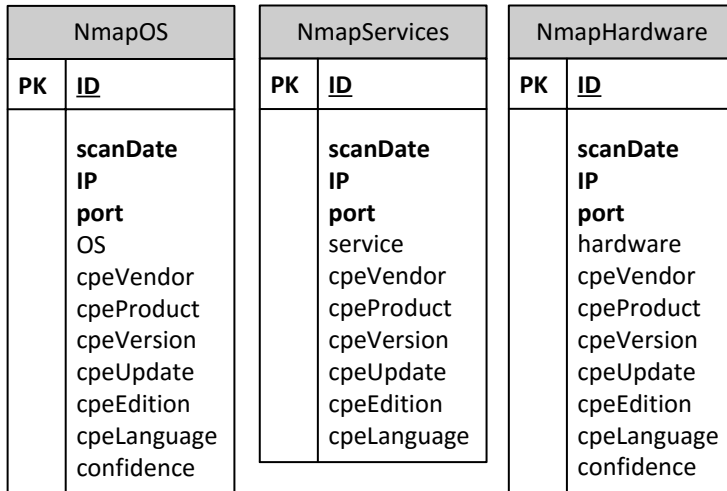 NmapOS
PK ID
scanDate
IP
port
OS
cpeVendor
cpeProduct
cpeVersion
cpeUpdate
cpeEdition
cpeLanguage
confidence
NmapServices
PK ID
scanDate
IP
port
service
cpeVendor
cpeProduct
cpeVersion
cpeUpdate
cpeEdition
cpeLanguage
NmapHardware
PK ID
scanDate
IP
port
hardware
cpeVendor
cpeProduct
cpeVersion
cpeUpdate
cpeEdition
cpeLanguage
confidence